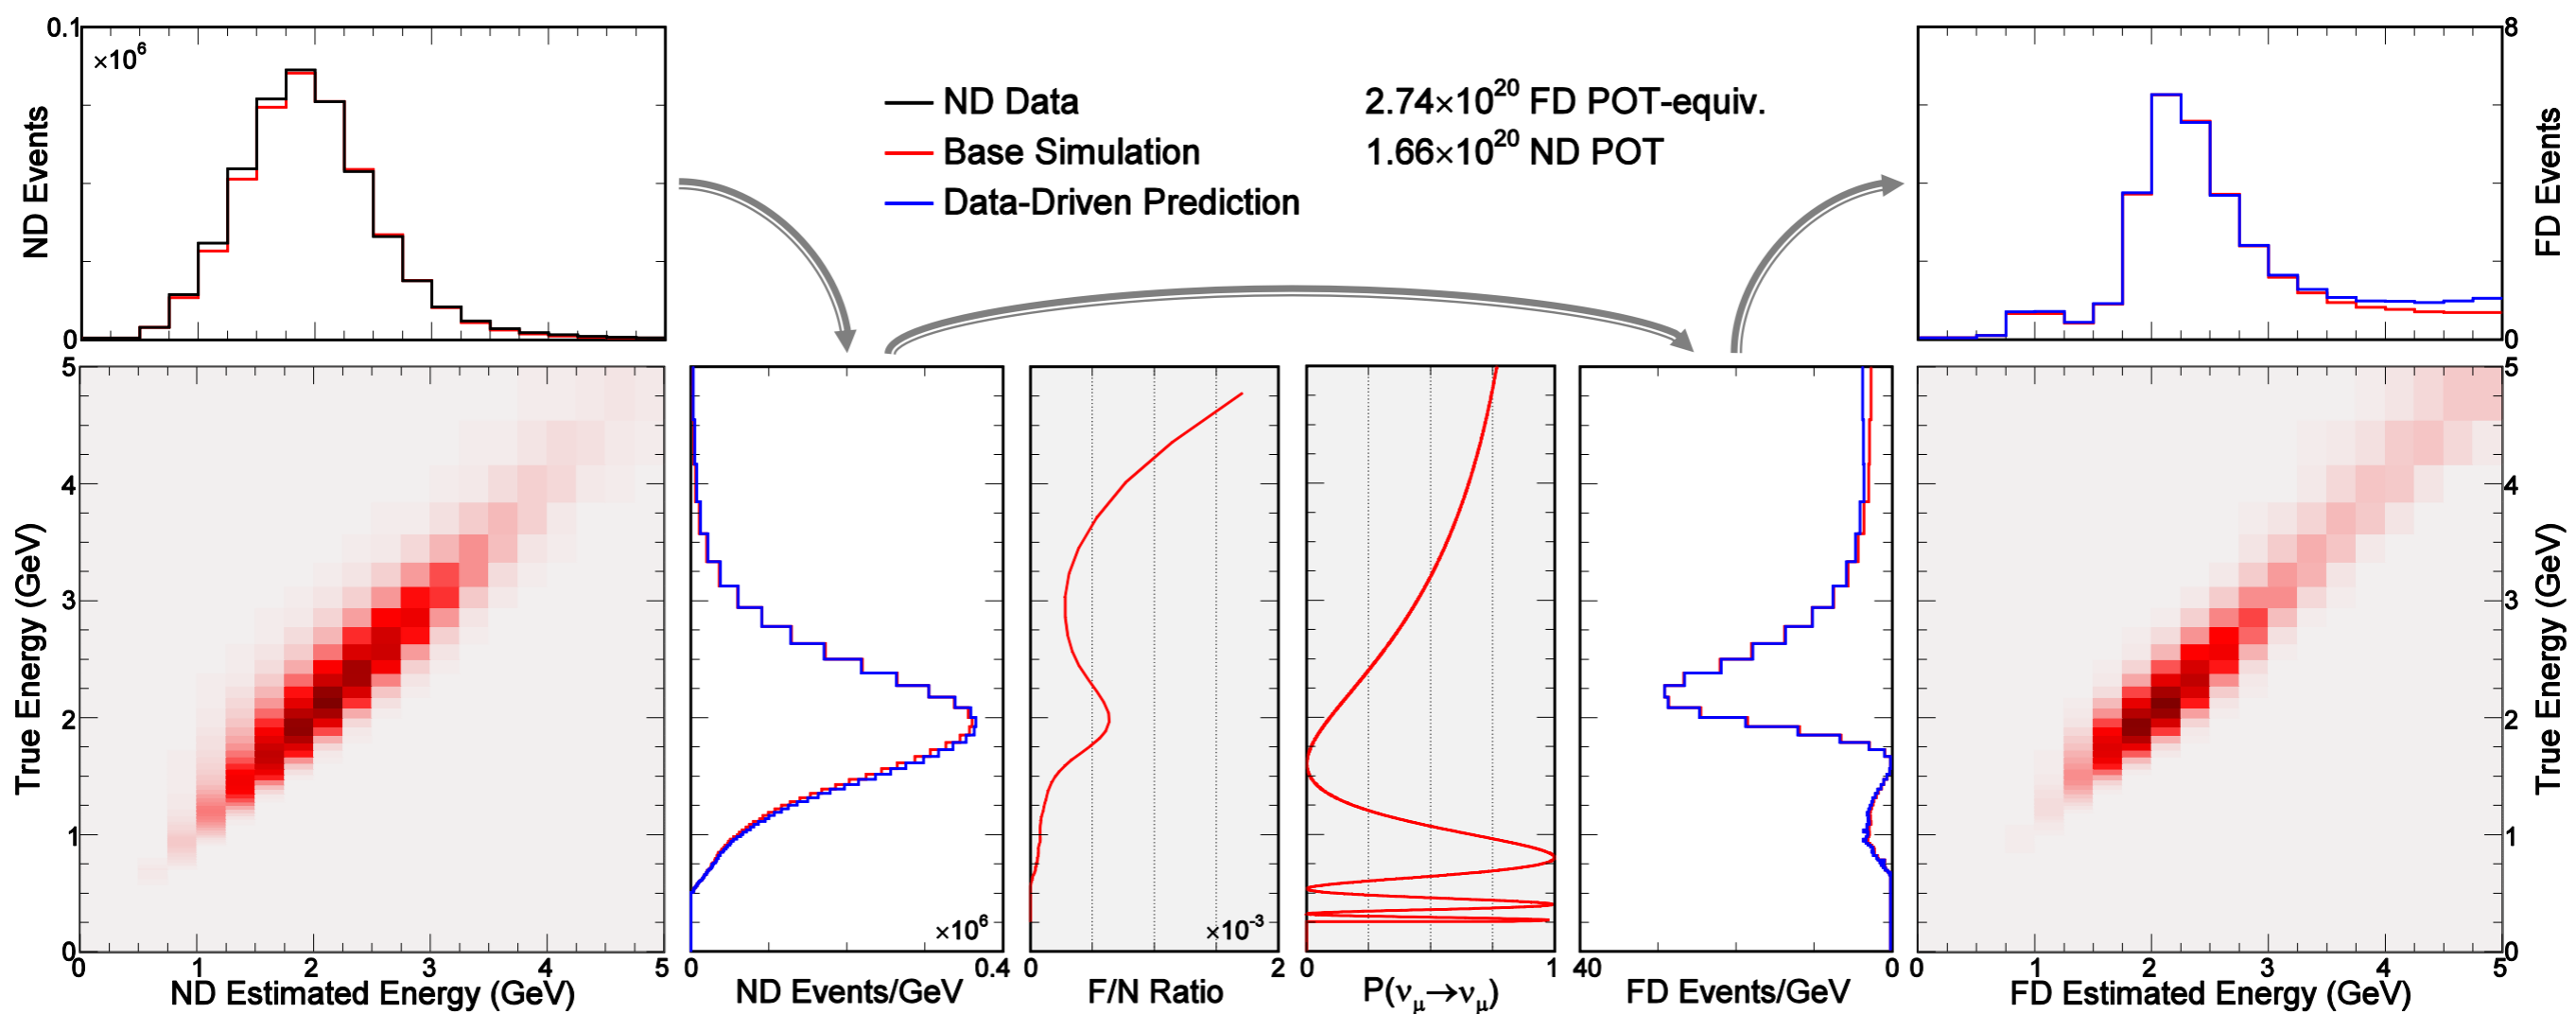 0.1
×10⁶
ND Events
0
ND Data
Base Simulation
Data-Driven Prediction
2.74×10²⁰ FD POT-equiv.
1.66×10²⁰ ND POT
8
FD Events
0
5
4
3
2
1
0
True Energy (GeV)
0 1 2 3 4 5
ND Estimated Energy (GeV)
×10⁶
0 0.4
ND Events/GeV
×10⁻³
0 2
F/N Ratio
0 1
P(νμ→νμ)
40 0
FD Events/GeV
0 1 2 3 4 5
FD Estimated Energy (GeV)
5
4
3
2
1
0
True Energy (GeV)